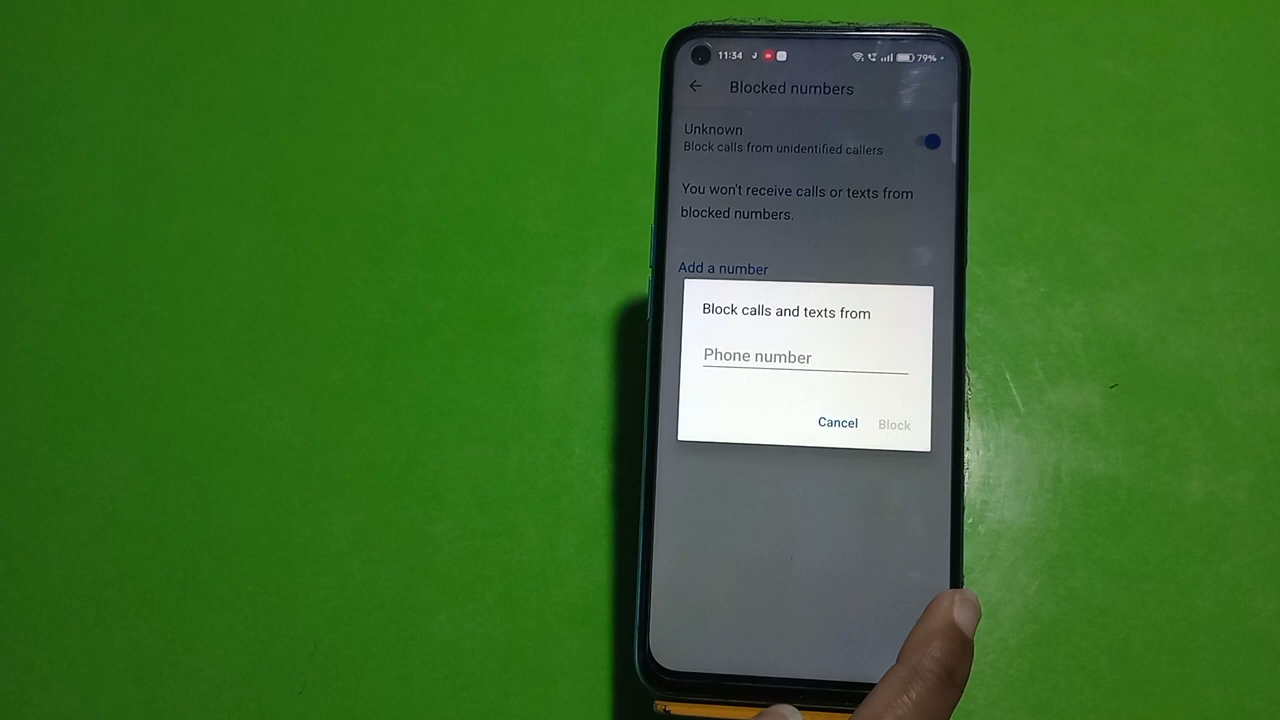 11:34 J 79%
Blocked numbers
Unknown
Block calls from unidentified callers
You won't receive calls or texts from
blocked numbers.
Add a number
Block calls and texts from
Phone number
Cancel Block